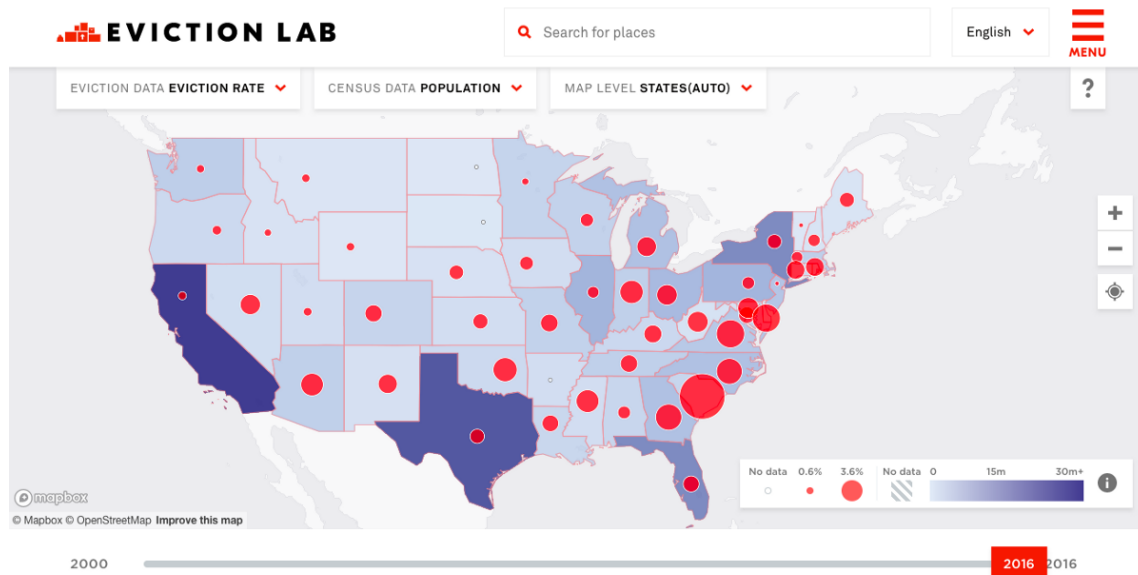 EVICTION LAB
Search for places
English
MENU
EVICTION DATA EVICTION RATE
CENSUS DATA POPULATION
MAP LEVEL STATES(AUTO)
?
+
−
No data 0.6% 3.6% No data 0 15m 30m+
i
mapbox
© Mapbox © OpenStreetMap Improve this map
2000 2016 2016